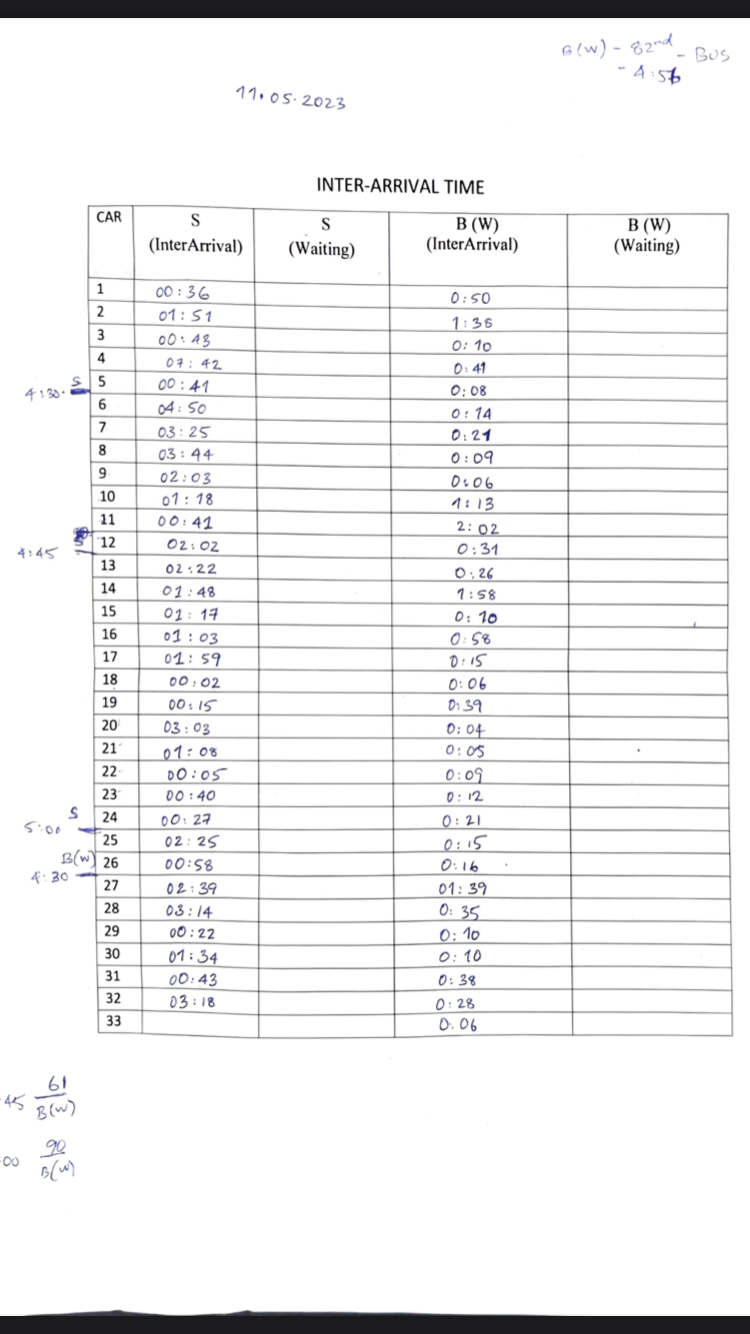 B(W) - 82nd - BUS
- 4:56
11.05.2023
INTER-ARRIVAL TIME
CAR S (InterArrival) S (Waiting) B (W) (InterArrival) B (W) (Waiting)
1 00:36 0:50
2 01:51 1:36
3 00:43 0:10
4 07:42 0:41
4:30 S 5 00:41 0:08
6 04:50 0:14
7 03:25 0:21
8 03:44 0:09
9 02:03 0:06
10 01:18 1:13
11 00:41 2:02
4:45 12 02:02 0:31
13 02:22 0:26
14 01:48 1:58
15 01:17 0:10
16 01:03 0:58
17 01:59 0:15
18 00:02 0:06
19 00:15 0:39
20 03:03 0:04
21 01:08 0:05
22 00:05 0:09
23 00:40 0:12
5:00 S 24 00:27 0:21
25 02:25 0:15
B(W) 26 00:58 0:16
4:30 27 02:39 01:39
28 03:14 0:35
29 00:22 0:10
30 01:34 0:10
31 00:43 0:38
32 03:18 0:28
33 0.06
45 61
B(W)
00 90
B(W)